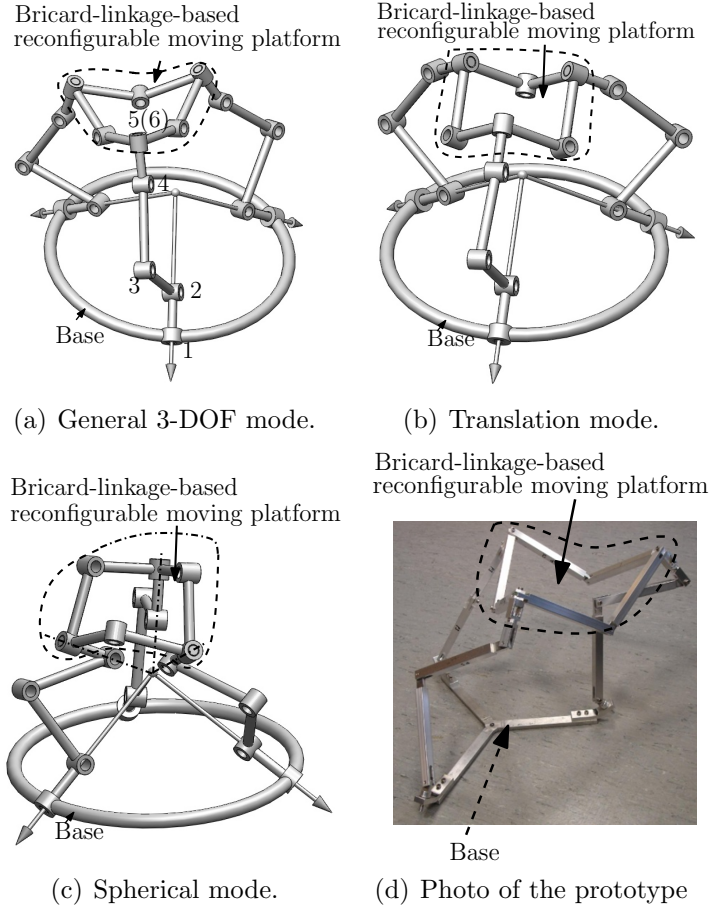 Bricard-linkage-based
reconfigurable moving platform
5(6)
4
3
2
Base
1
(a) General 3-DOF mode.
Bricard-linkage-based
reconfigurable moving platform
Base
(b) Translation mode.
Bricard-linkage-based
reconfigurable moving platform
Base
(c) Spherical mode.
Bricard-linkage-based
reconfigurable moving platform
Base
(d) Photo of the prototype